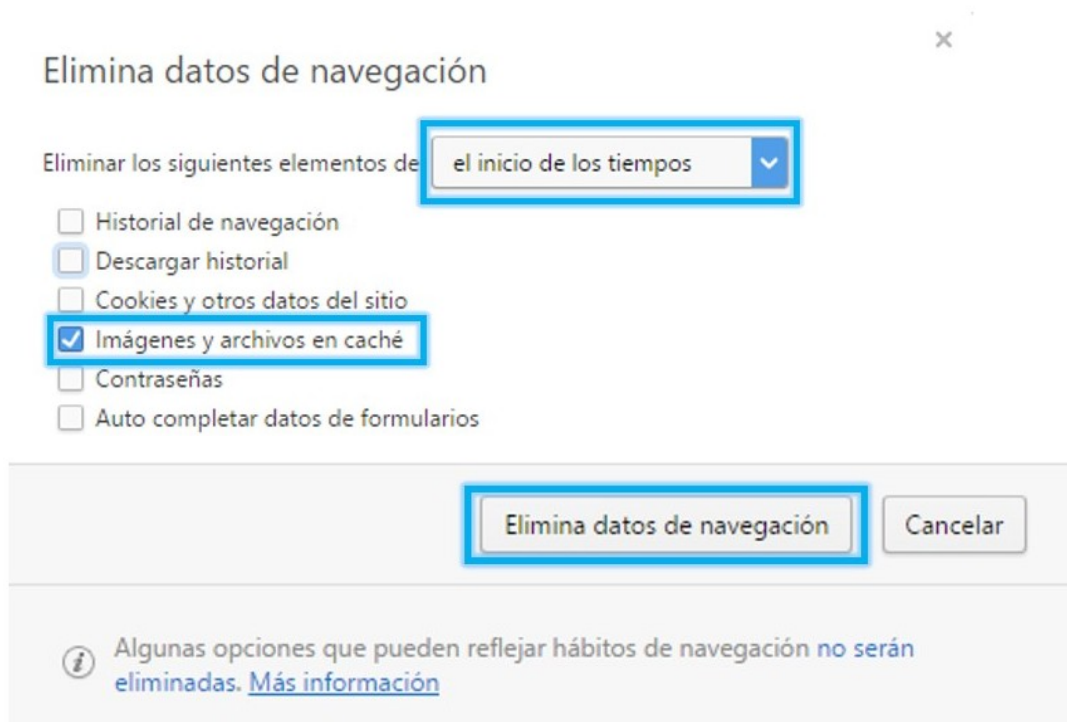 Elimina datos de navegación
Eliminar los siguientes elementos de el inicio de los tiempos
Historial de navegación
Descargar historial
Cookies y otros datos del sitio
Imágenes y archivos en caché
Contraseñas
Auto completar datos de formularios
Elimina datos de navegación Cancelar
Algunas opciones que pueden reflejar hábitos de navegación no serán
eliminadas. Más información